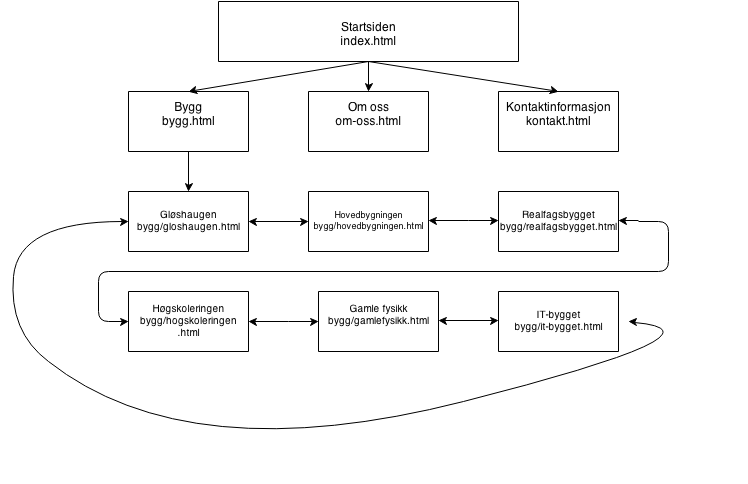 Startsiden
index.html
Bygg
bygg.html
Om oss
om-oss.html
Kontaktinformasjon
kontakt.html
Gløshaugen
bygg/gloshaugen.html
Hovedbygningen
bygg/hovedbygningen.html
Realfagsbygget
bygg/realfagsbygget.html
Høgskoleringen
bygg/hogskoleringen
.html
Gamle fysikk
bygg/gamlefysikk.html
IT-bygget
bygg/it-bygget.html